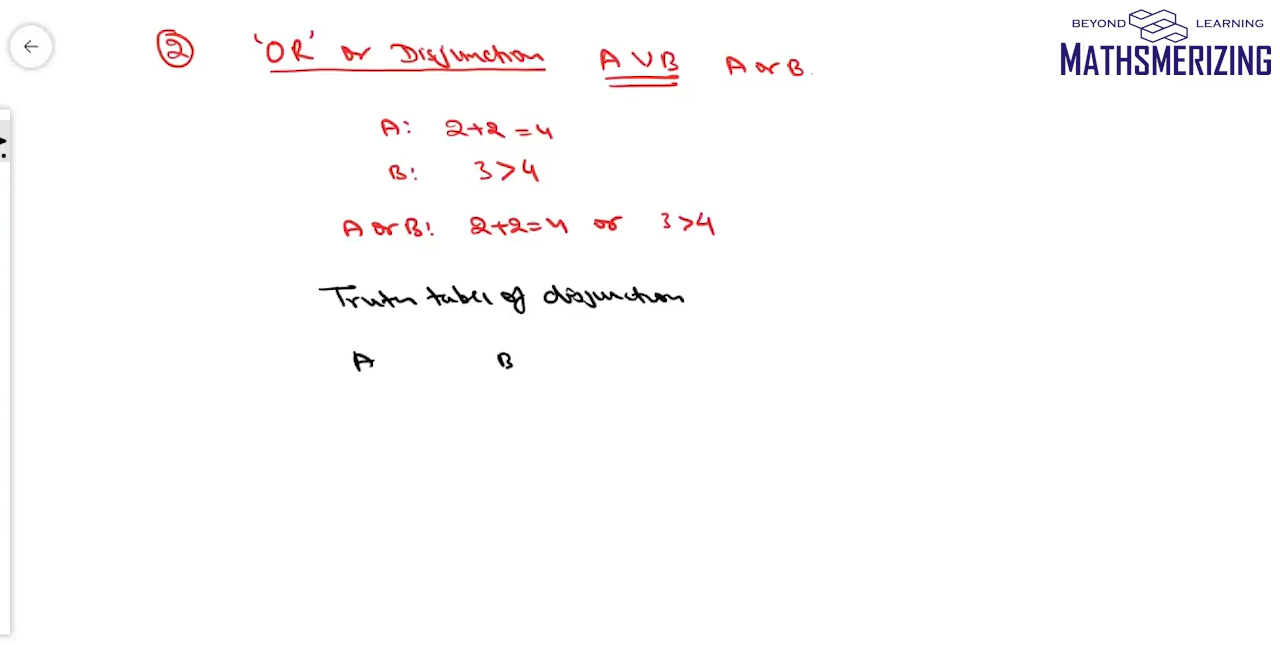 BEYOND LEARNING
MATHSMERIZING
② 'OR' or Disjunction A ∨ B A or B.
A: 2+2=4
B: 3>4
A or B: 2+2=4 or 3>4
Truth table of disjunction
A B